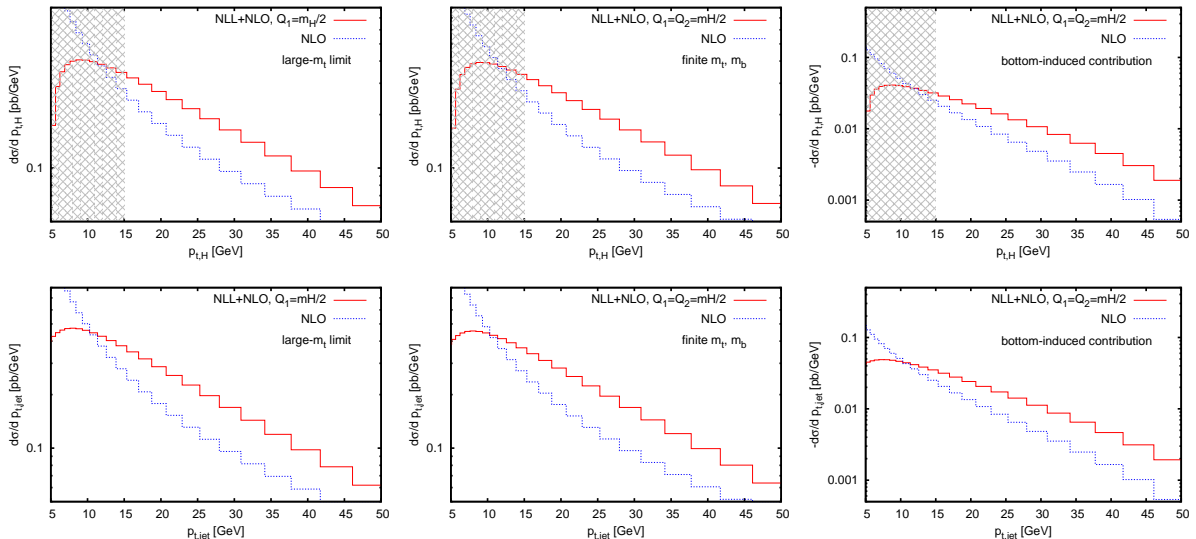 NLL+NLO, Q1=mH/2
NLO
large-mt limit
dσ/d pt,H [pb/GeV]
0.1
5 10 15 20 25 30 35 40 45 50
pt,H [GeV]
NLL+NLO, Q1=Q2=mH/2
NLO
finite mt, mb
dσ/d pt,H [pb/GeV]
0.1
5 10 15 20 25 30 35 40 45 50
pt,H [GeV]
NLL+NLO, Q1=Q2=mH/2
NLO
bottom-induced contribution
-dσ/d pt,H [pb/GeV]
0.1
0.01
0.001
5 10 15 20 25 30 35 40 45 50
pt,H [GeV]
NLL+NLO, Q1=mH/2
NLO
large-mt limit
dσ/d pt,jet [pb/GeV]
0.1
5 10 15 20 25 30 35 40 45 50
pt,jet [GeV]
NLL+NLO, Q1=Q2=mH/2
NLO
finite mt, mb
dσ/d pt,jet [pb/GeV]
0.1
5 10 15 20 25 30 35 40 45 50
pt,jet [GeV]
NLL+NLO, Q1=Q2=mH/2
NLO
bottom-induced contribution
-dσ/d pt,jet [pb/GeV]
0.1
0.01
0.001
5 10 15 20 25 30 35 40 45 50
pt,jet [GeV]